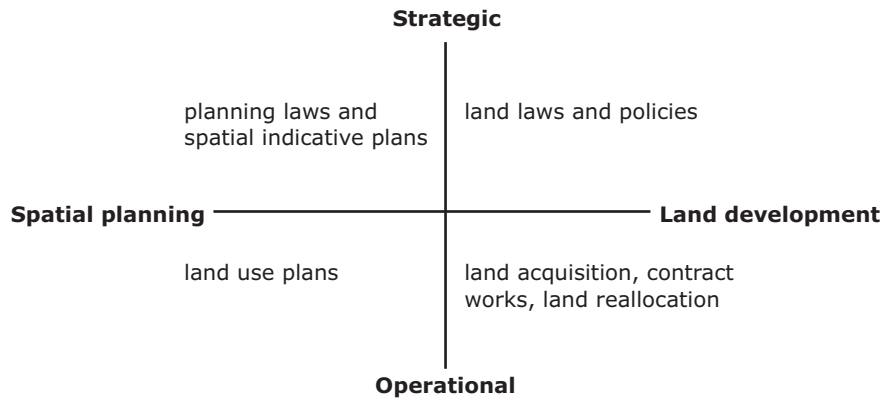 Strategic
planning laws and
spatial indicative plans
land laws and policies
Spatial planning
Land development
land use plans
land acquisition, contract
works, land reallocation
Operational